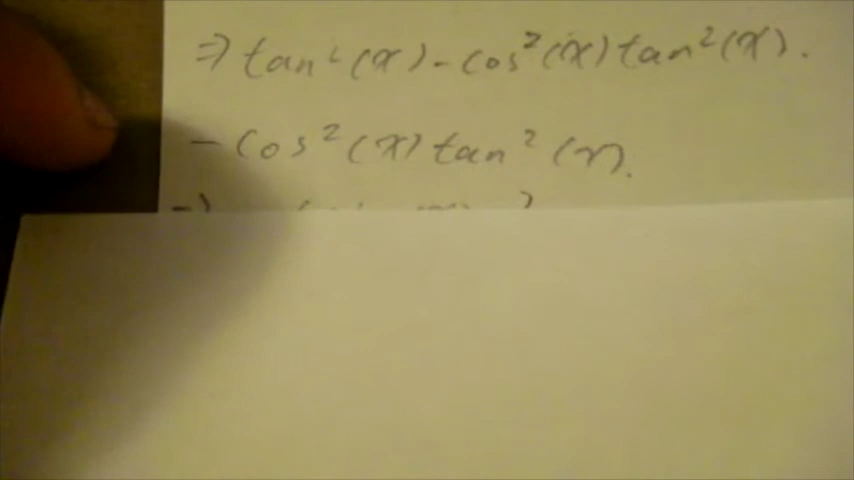 ⇒ tan²(x) - cos²(x) tan²(x).
- cos²(x) tan²(x).